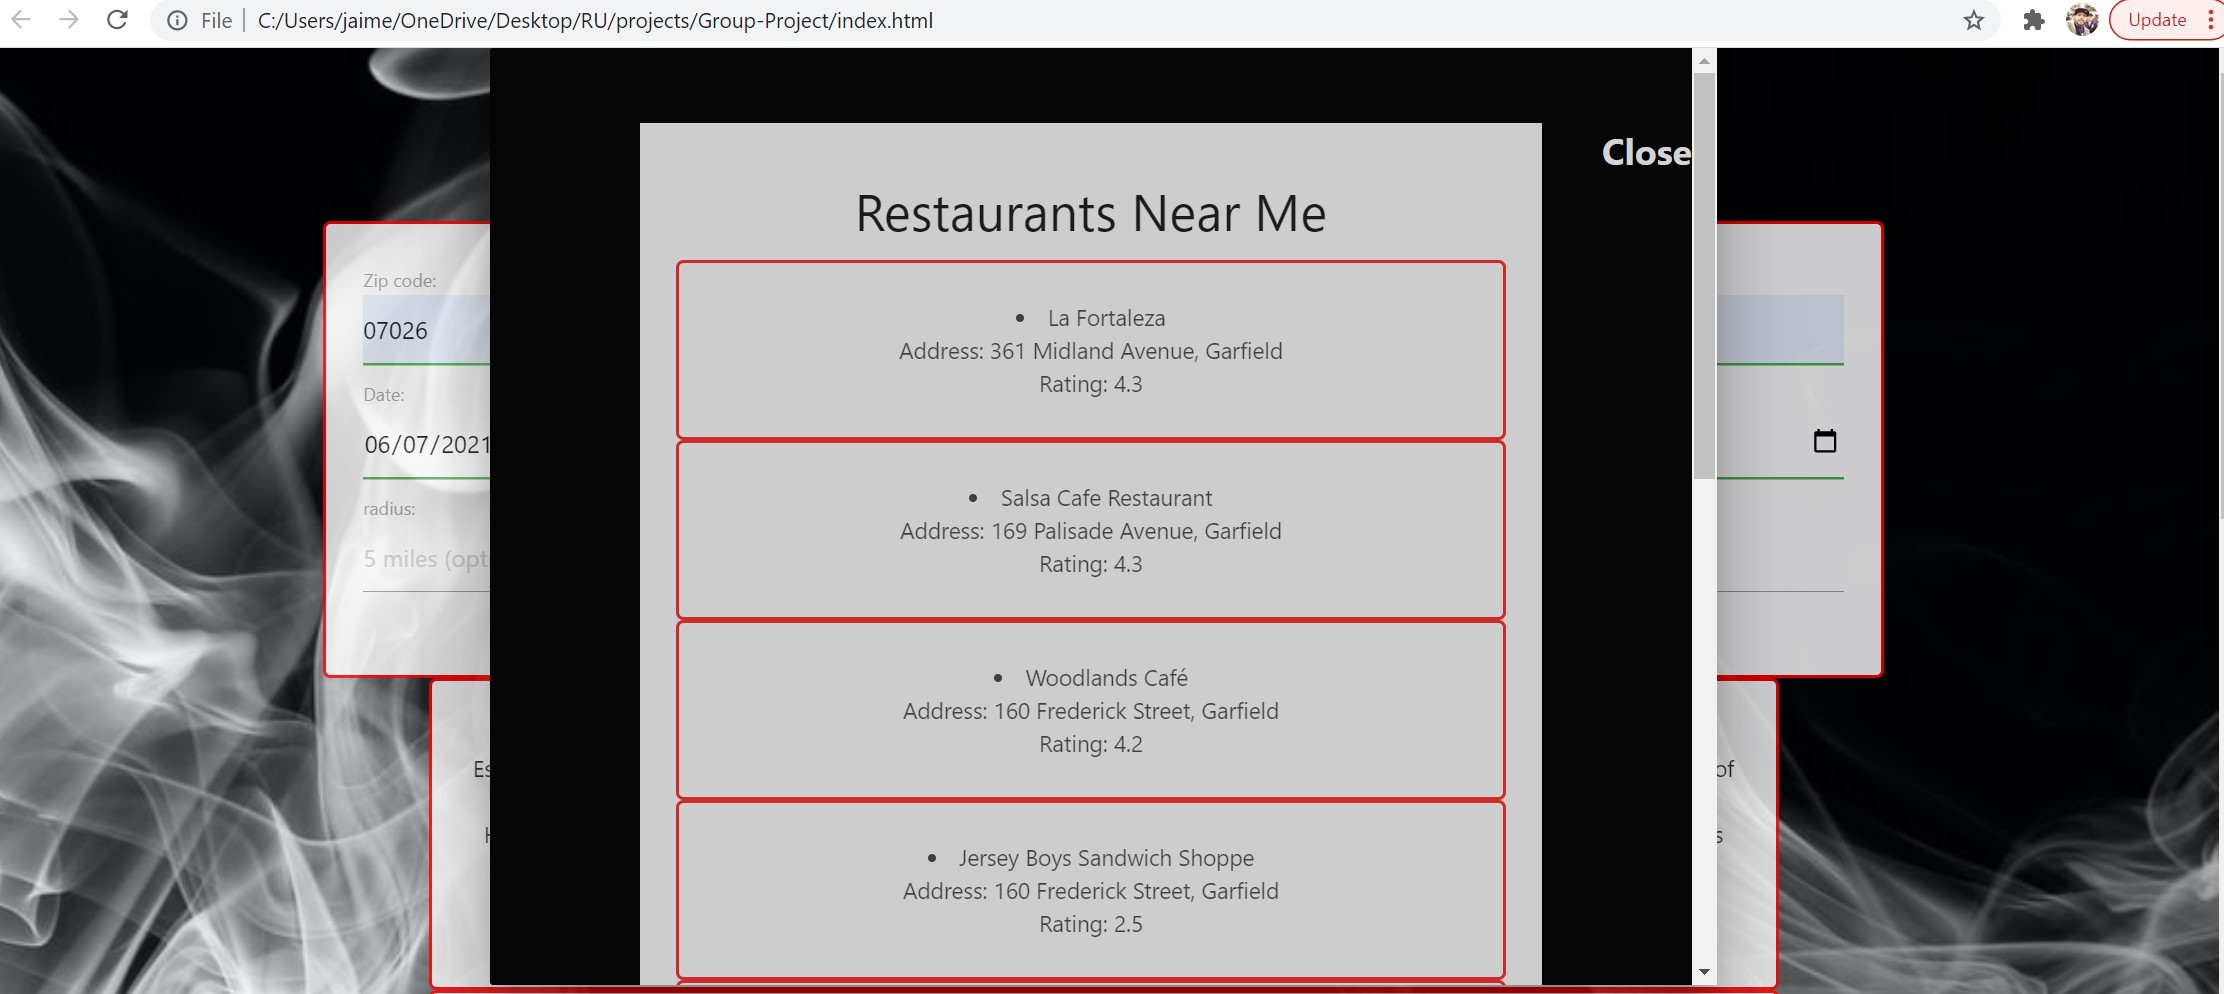 File C:/Users/jaime/OneDrive/Desktop/RU/projects/Group-Project/index.html
Update
Close
Restaurants Near Me
• La Fortaleza
Address: 361 Midland Avenue, Garfield
Rating: 4.3
• Salsa Cafe Restaurant
Address: 169 Palisade Avenue, Garfield
Rating: 4.3
• Woodlands Café
Address: 160 Frederick Street, Garfield
Rating: 4.2
• Jersey Boys Sandwich Shoppe
Address: 160 Frederick Street, Garfield
Rating: 2.5
Zip code:
07026
Date:
06/07/2021
radius:
5 miles (opt
Es
of
H
s